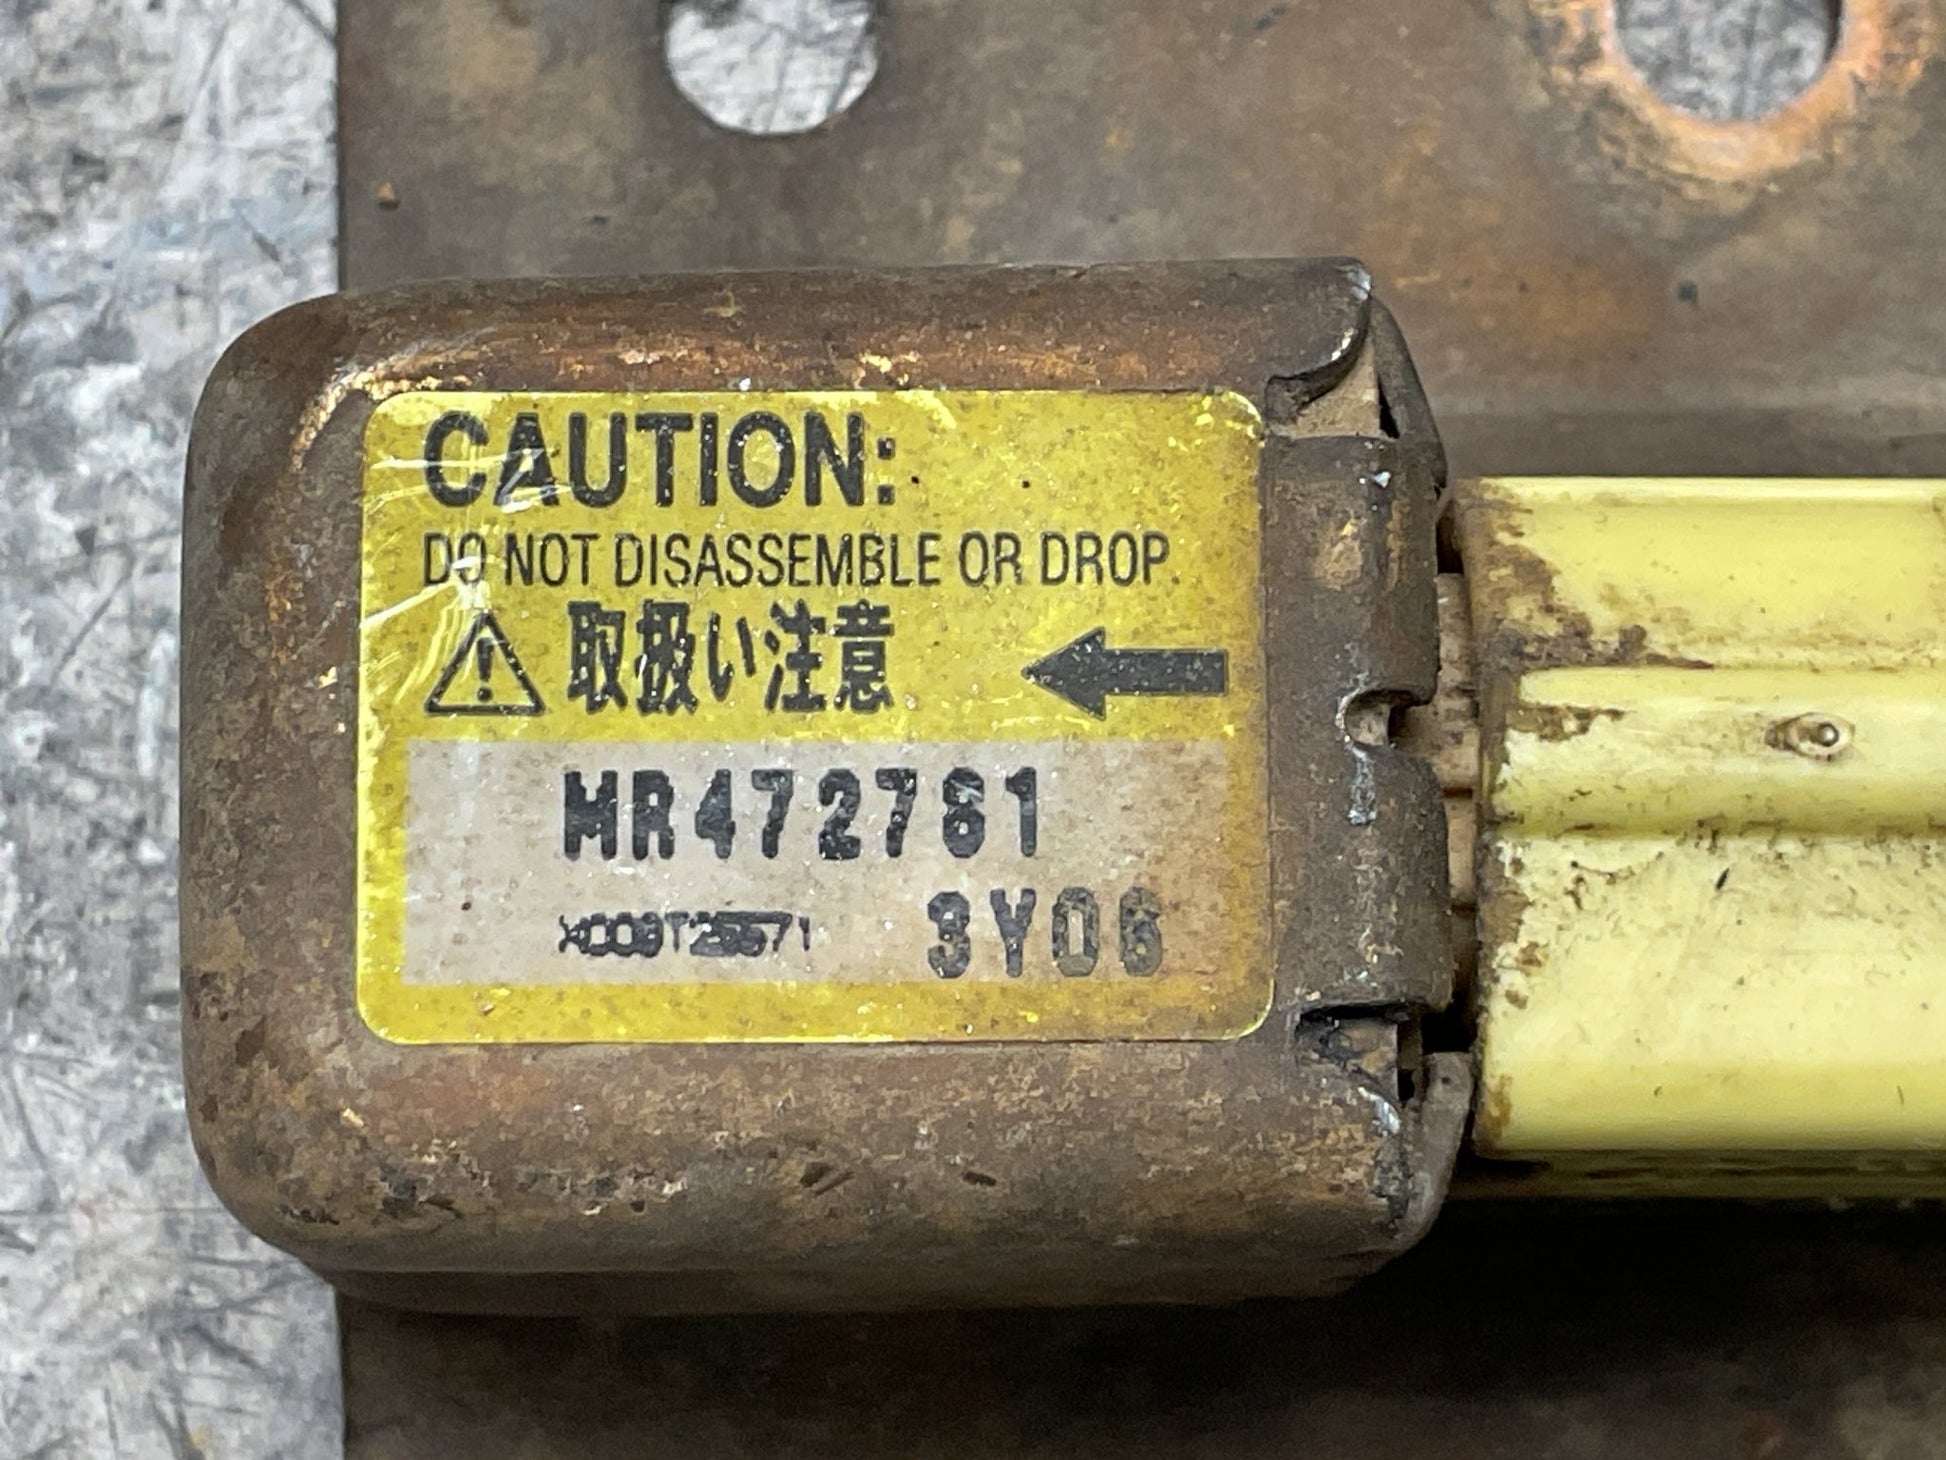 CAUTION:
DO NOT DISASSEMBLE OR DROP.
取扱い注意
MR472761
3Y06